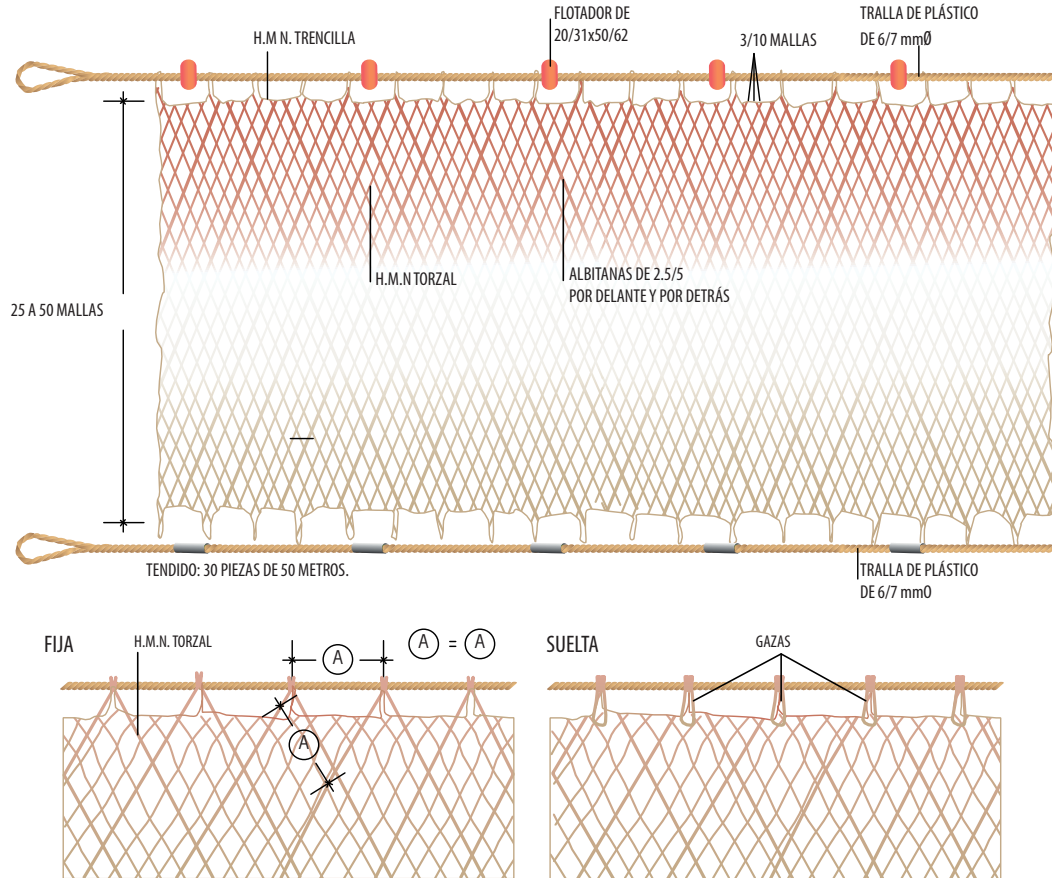 FLOTADOR DE
20/31x50/62
TRALLA DE PLÁSTICO
DE 6/7 mmØ
H.M N. TRENCILLA
3/10 MALLAS
H.M.N TORZAL
ALBITANAS DE 2.5/5
POR DELANTE Y POR DETRÁS
25 A 50 MALLAS
TENDIDO: 30 PIEZAS DE 50 METROS.
TRALLA DE PLÁSTICO
DE 6/7 mmO
FIJA
H.M.N. TORZAL
A
A = A
A
SUELTA
GAZAS